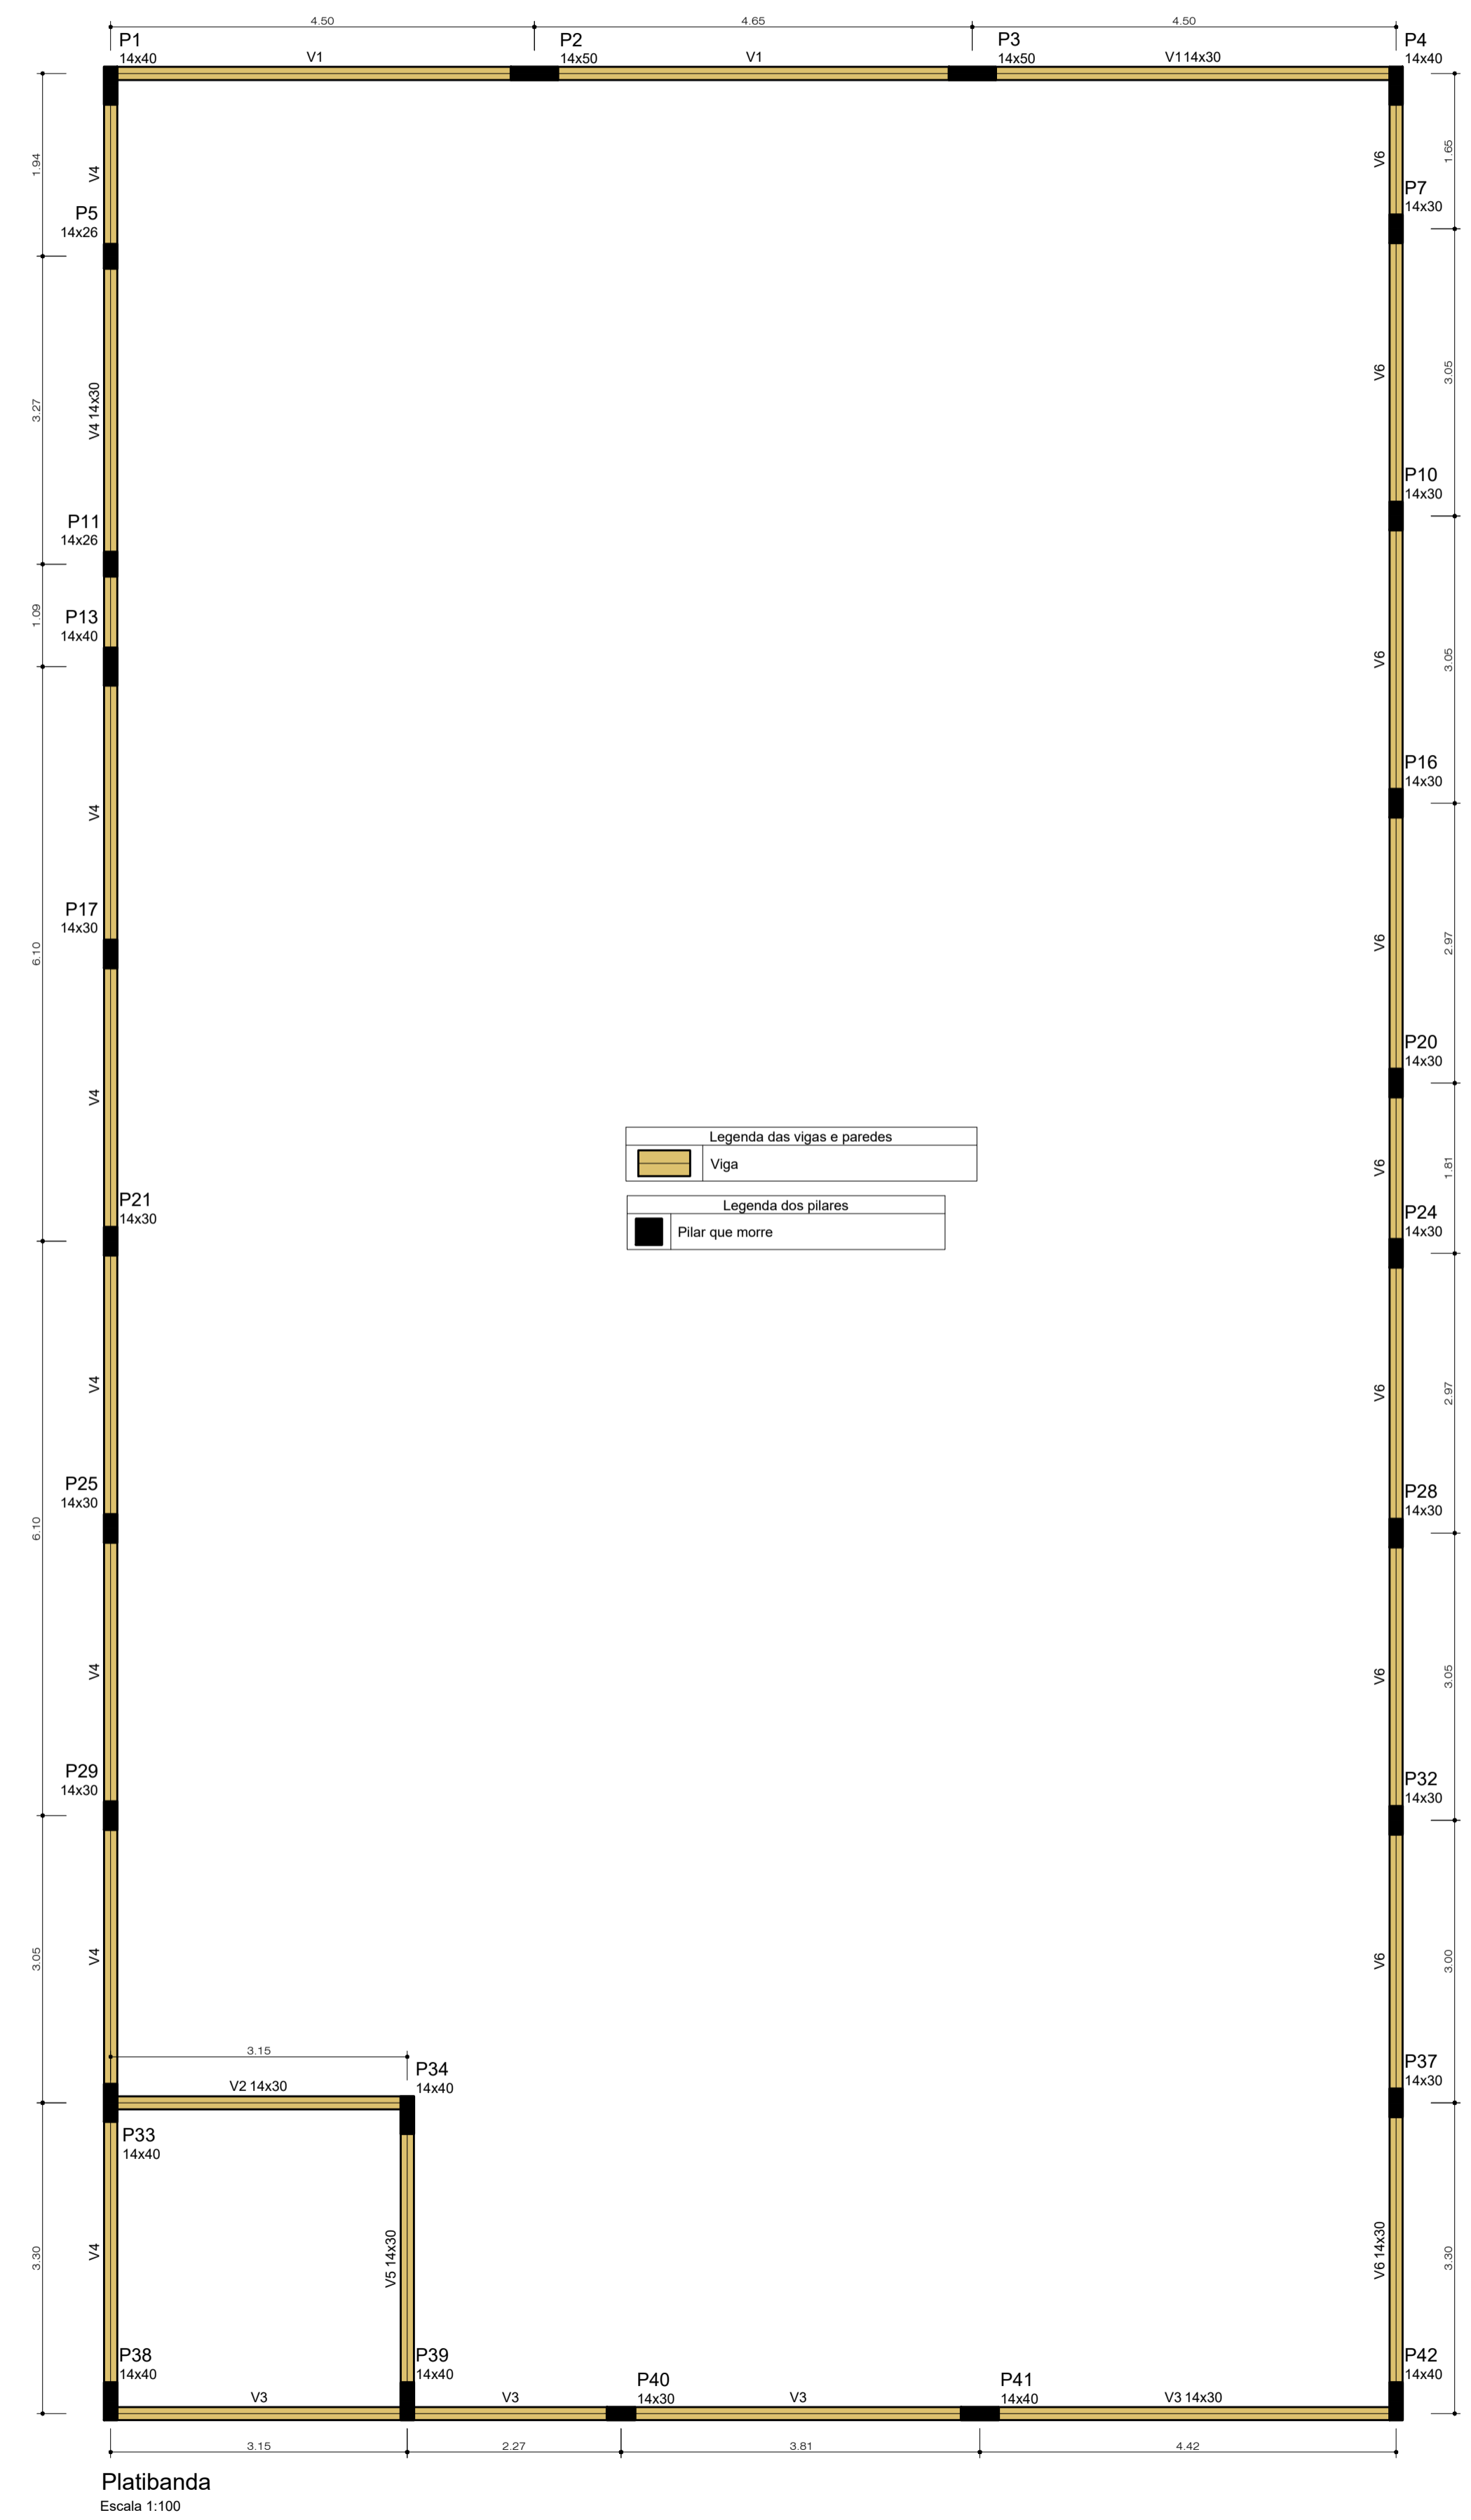 4.50 4.65 4.50
P1 P2 P3 P4
14x40 V1 14x50 V1 14x50 V1 14x30 14x40
1.94 V4 V6 1.65
P7
14x30
P5
14x26
3.27 V4 14x30 V6 3.05
P10
14x30
P11
14x26
1.09
P13
14x40
V6 3.05
P16
14x30
V4
P17
14x30
6.10 V6 2.97
P20
14x30
V4
V6 1.81
P21
14x30
P24
14x30
Legenda das vigas e paredes
Viga
Legenda dos pilares
Pilar que morre
V4 V6 2.97
P25
14x30
P28
14x30
6.10
V4 V6 3.05
P29
14x30
P32
14x30
3.05 V4 V6 3.00
3.15
P34
14x40
V2 14x30
P37
14x30
P33
14x40
3.30 V4 V5 14x30 V6 14x30 3.30
P38
14x40
P39
14x40
P40
14x30
P41
14x40
P42
14x40
V3 V3 V3 V3 14x30
3.15 2.27 3.81 4.42
Platibanda
Escala 1:100